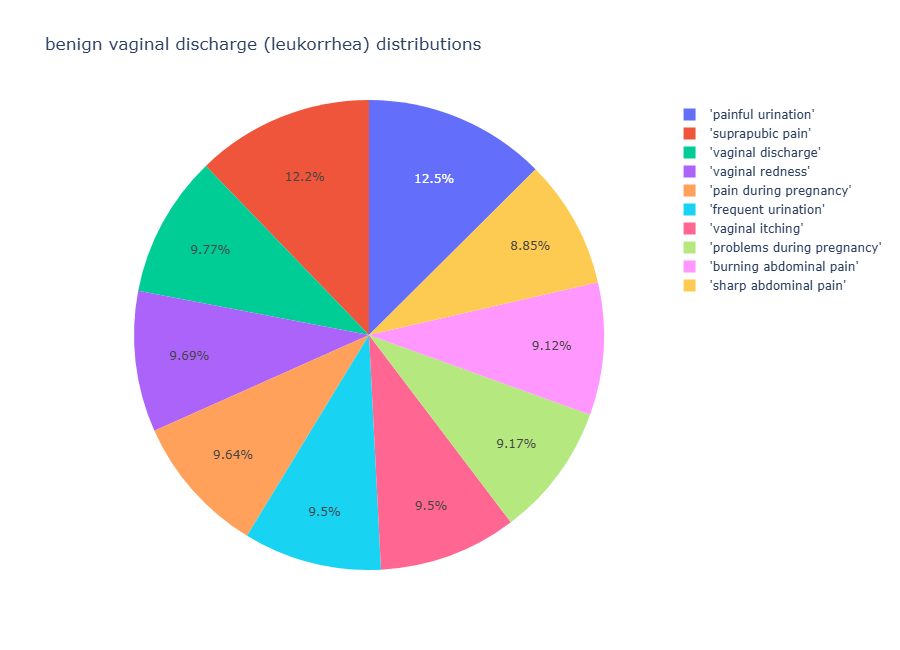 benign vaginal discharge (leukorrhea) distributions
'painful urination'
'suprapubic pain'
'vaginal discharge'
'vaginal redness'
'pain during pregnancy'
'frequent urination'
'vaginal itching'
'problems during pregnancy'
'burning abdominal pain'
'sharp abdominal pain'
12.5%
12.2%
9.77%
9.69%
9.64%
9.5%
9.5%
9.17%
9.12%
8.85%